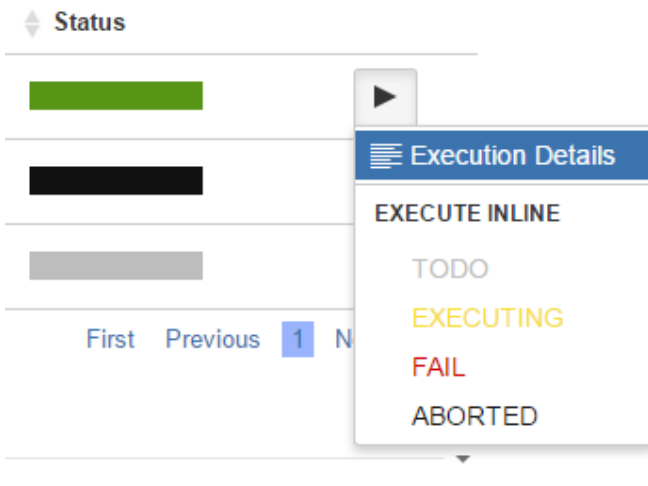 Status
Execution Details
EXECUTE INLINE
TODO
EXECUTING
First Previous 1
FAIL
ABORTED